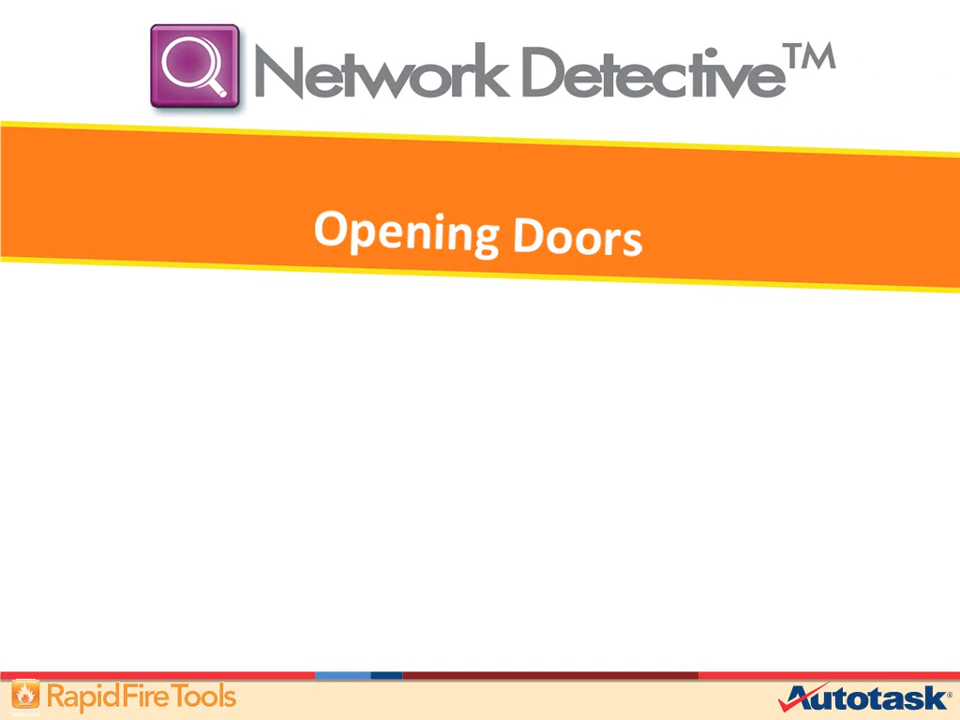 Network Detective™
Opening Doors
RapidFireTools
Autotask®